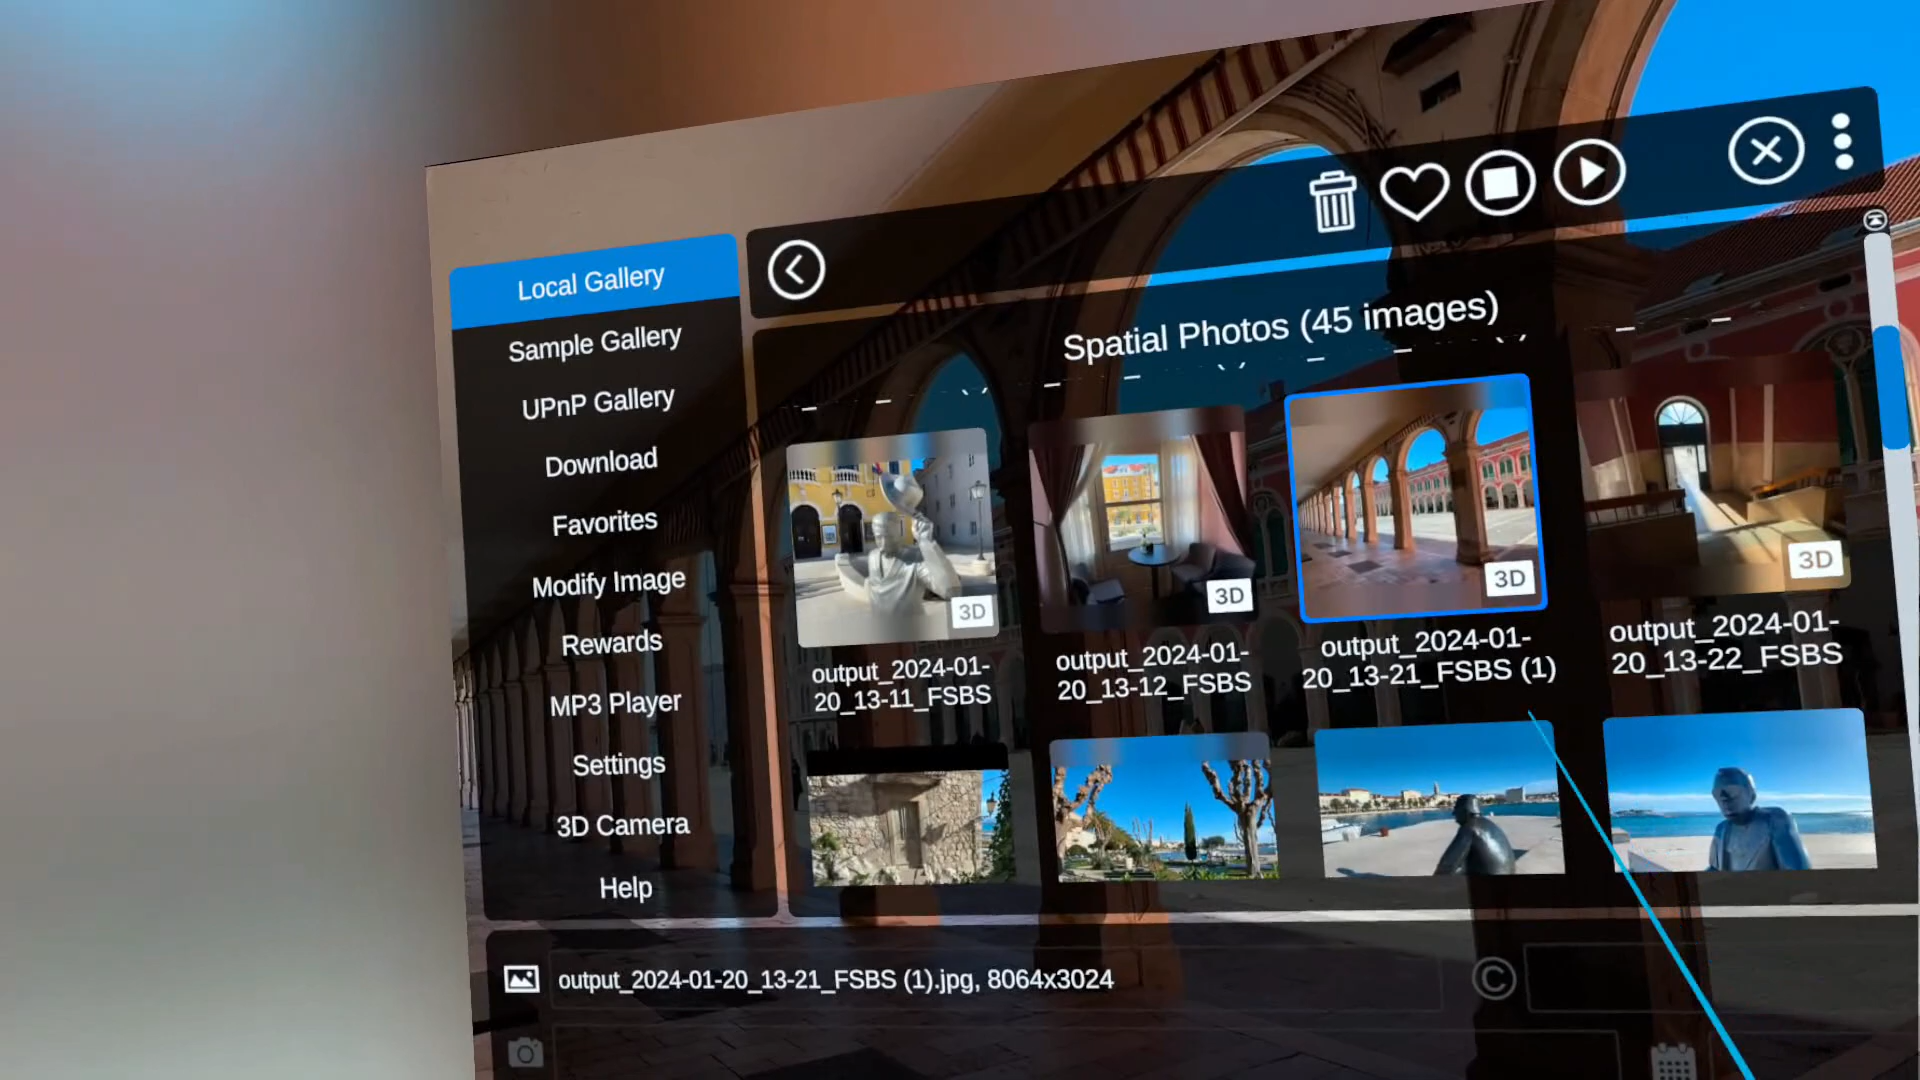 Local Gallery
Sample Gallery
UPnP Gallery
Download
Favorites
Modify Image
Rewards
MP3 Player
Settings
3D Camera
Help
Spatial Photos (45 images)
3D
3D
3D
3D
output_2024-01-
20_13-11_FSBS
output_2024-01-
20_13-12_FSBS
output_2024-01-
20_13-21_FSBS (1)
output_2024-01-
20_13-22_FSBS
output_2024-01-20_13-21_FSBS (1).jpg, 8064x3024